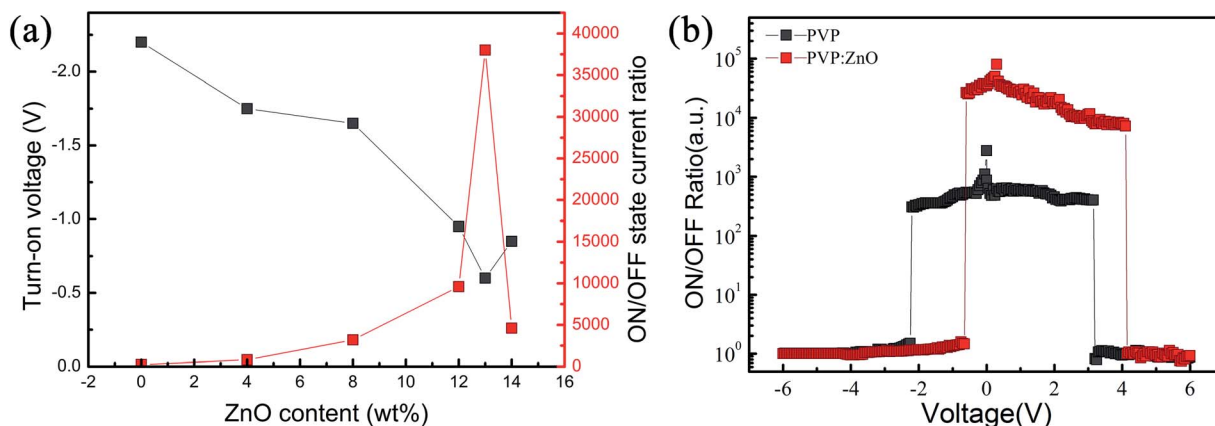 (a)
Turn-on voltage (V)
-2.0
-1.5
-1.0
-0.5
0.0
-2 0 2 4 6 8 10 12 14 16
ZnO content (wt%)
40000
35000
30000
25000
20000
15000
10000
5000
0
ON/OFF state current ratio
(b)
PVP
PVP:ZnO
ON/OFF Ratio(a.u.)
10⁵
10⁴
10³
10²
10¹
10⁰
-6 -4 -2 0 2 4 6
Voltage(V)